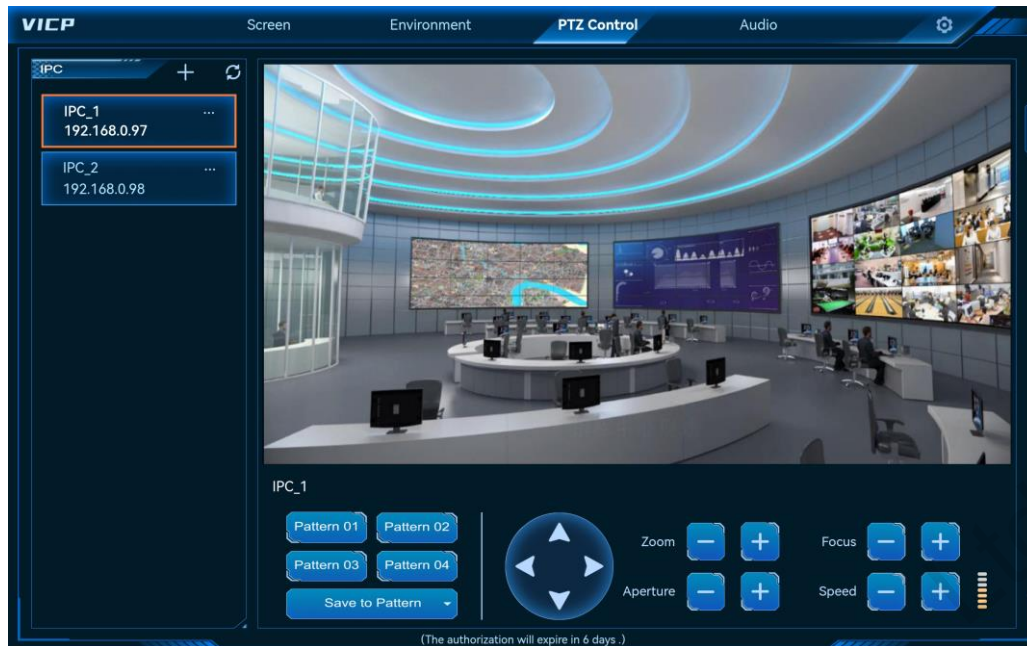 VICP
Screen
Environment
PTZ Control
Audio
IPC
IPC_1
192.168.0.97
IPC_2
192.168.0.98
IPC_1
Pattern 01
Pattern 02
Pattern 03
Pattern 04
Save to Pattern
Zoom
Focus
Aperture
Speed
(The authorization will expire in 6 days .)